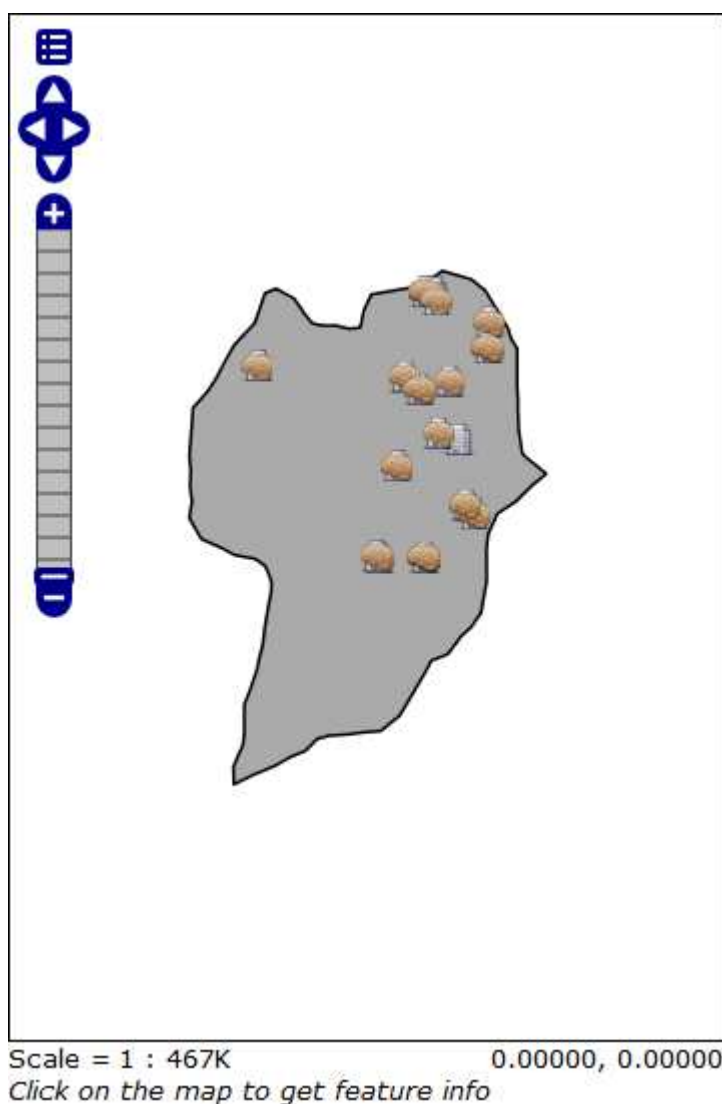 Scale = 1 : 467K 0.00000, 0.00000
Click on the map to get feature info